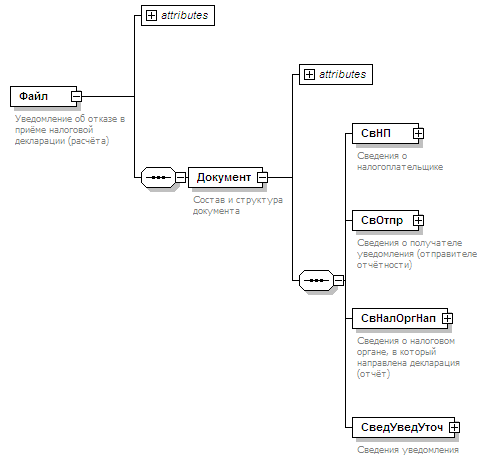 attributes
Файл
Уведомление об отказе в
приёме налоговой
декларации (расчёта)
Документ
Состав и структура
документа
attributes
СвНП
Сведения о
налогоплательщике
СвОтпр
Сведения о получателе
уведомления (отправителе
отчётности)
СвНалОргНап
Сведения о налоговом
органе, в который
направлена декларация
(отчёт)
СведУведУточ
Сведения уведомления